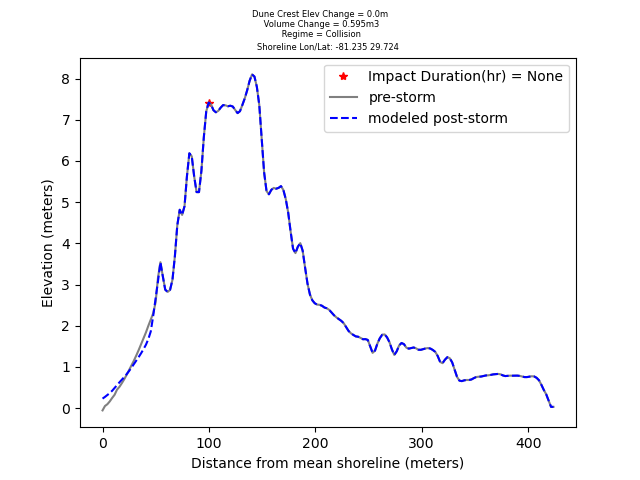 Dune Crest Elev Change = 0.0m
Volume Change = 0.595m3
Regime = Collision
Shoreline Lon/Lat: -81.235 29.724
Impact Duration(hr) = None
pre-storm
modeled post-storm
Elevation (meters)
8
7
6
5
4
3
2
1
0
0 100 200 300 400
Distance from mean shoreline (meters)